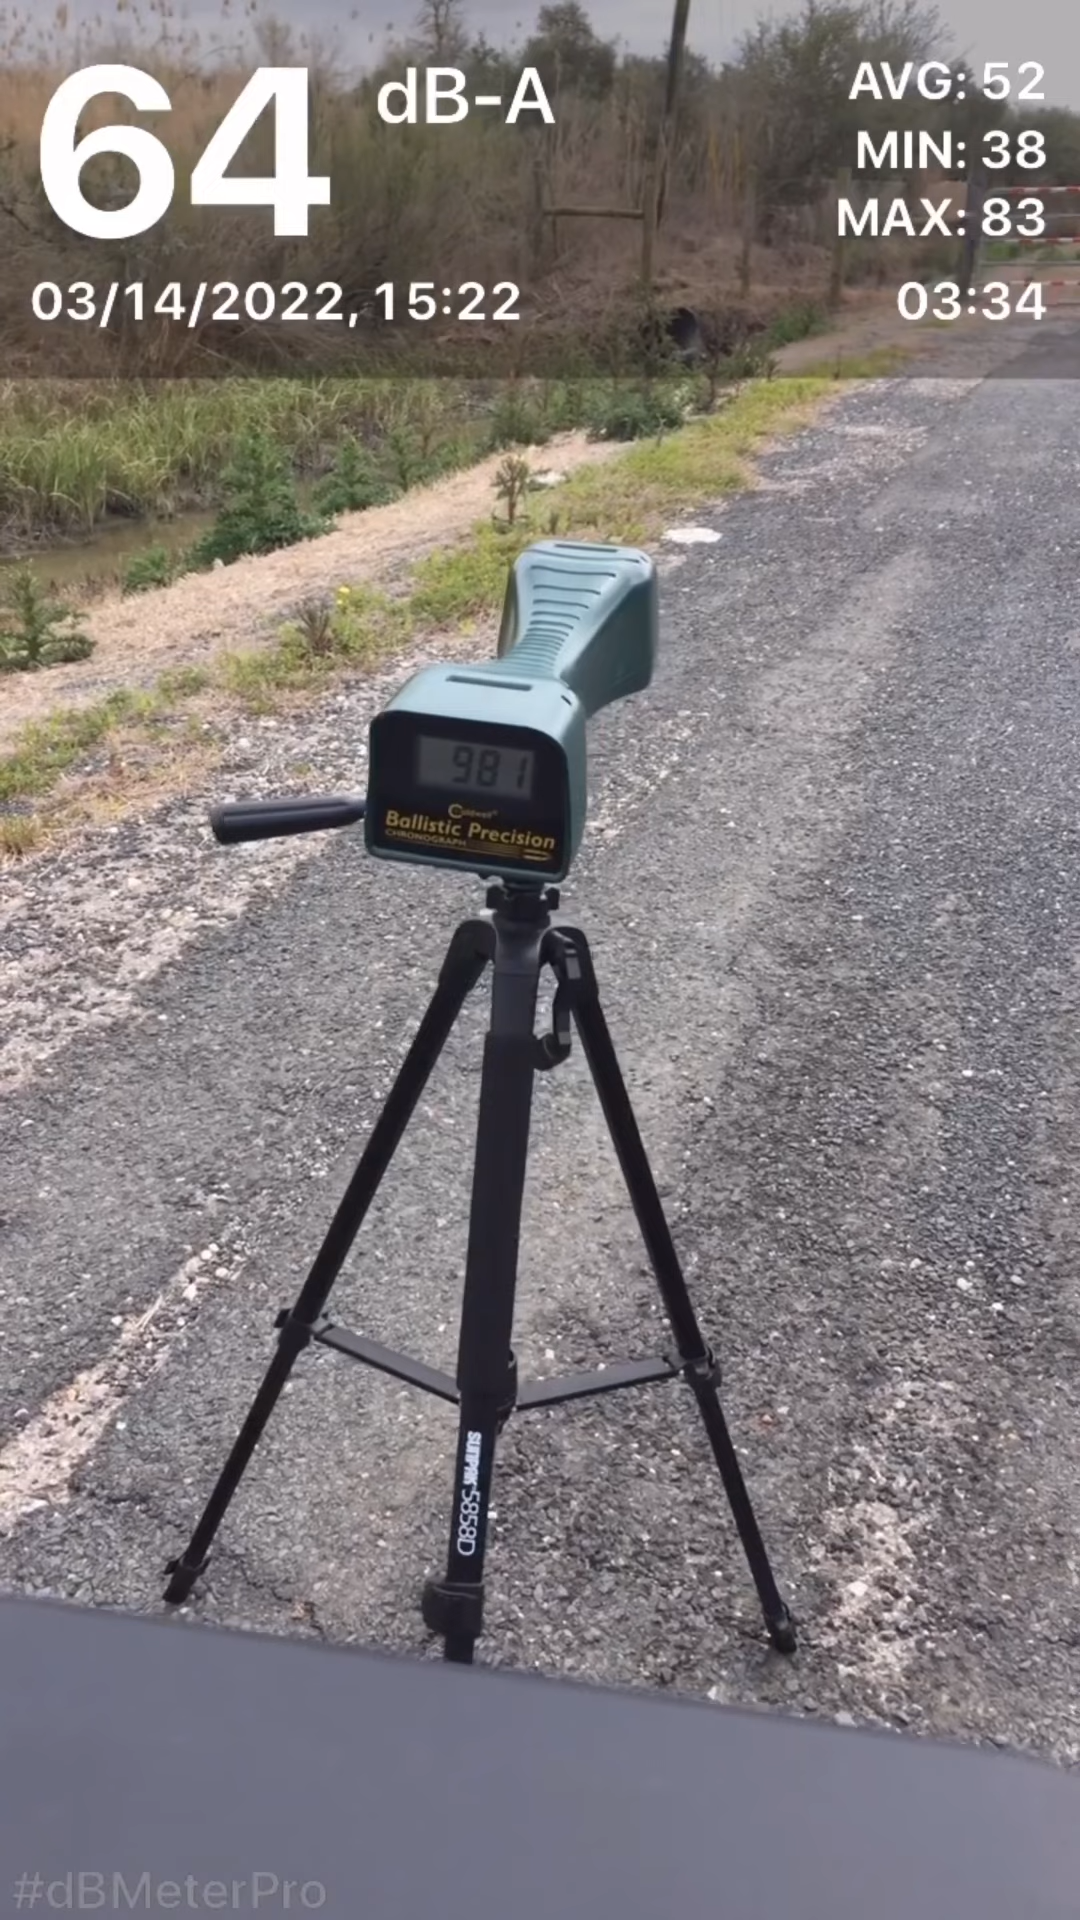 64 dB-A
AVG: 52
MIN: 38
MAX: 83
03/14/2022, 15:22
03:34
981
Caldwell®
Ballistic Precision
CHRONOGRAPH
SUNPAK 5858D
#dBMeterPro